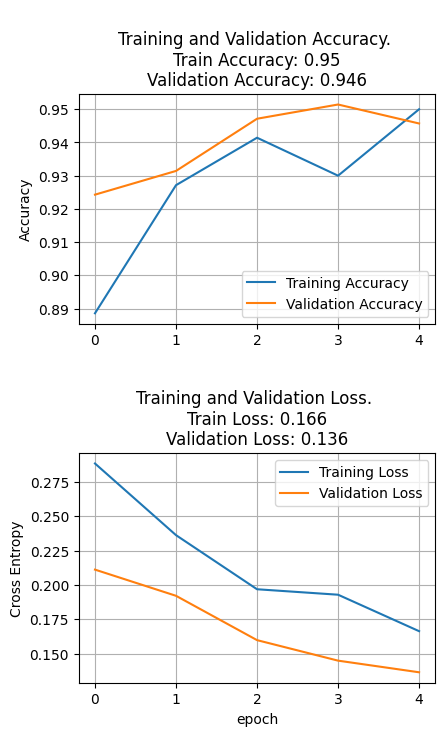 Training and Validation Accuracy.
Train Accuracy: 0.95
Validation Accuracy: 0.946
0.95
0.94
0.93
0.92
0.91
0.90
0.89
Accuracy
Training Accuracy
Validation Accuracy
0 1 2 3 4
Training and Validation Loss.
Train Loss: 0.166
Validation Loss: 0.136
0.275
0.250
0.225
0.200
0.175
0.150
Cross Entropy
Training Loss
Validation Loss
0 1 2 3 4
epoch